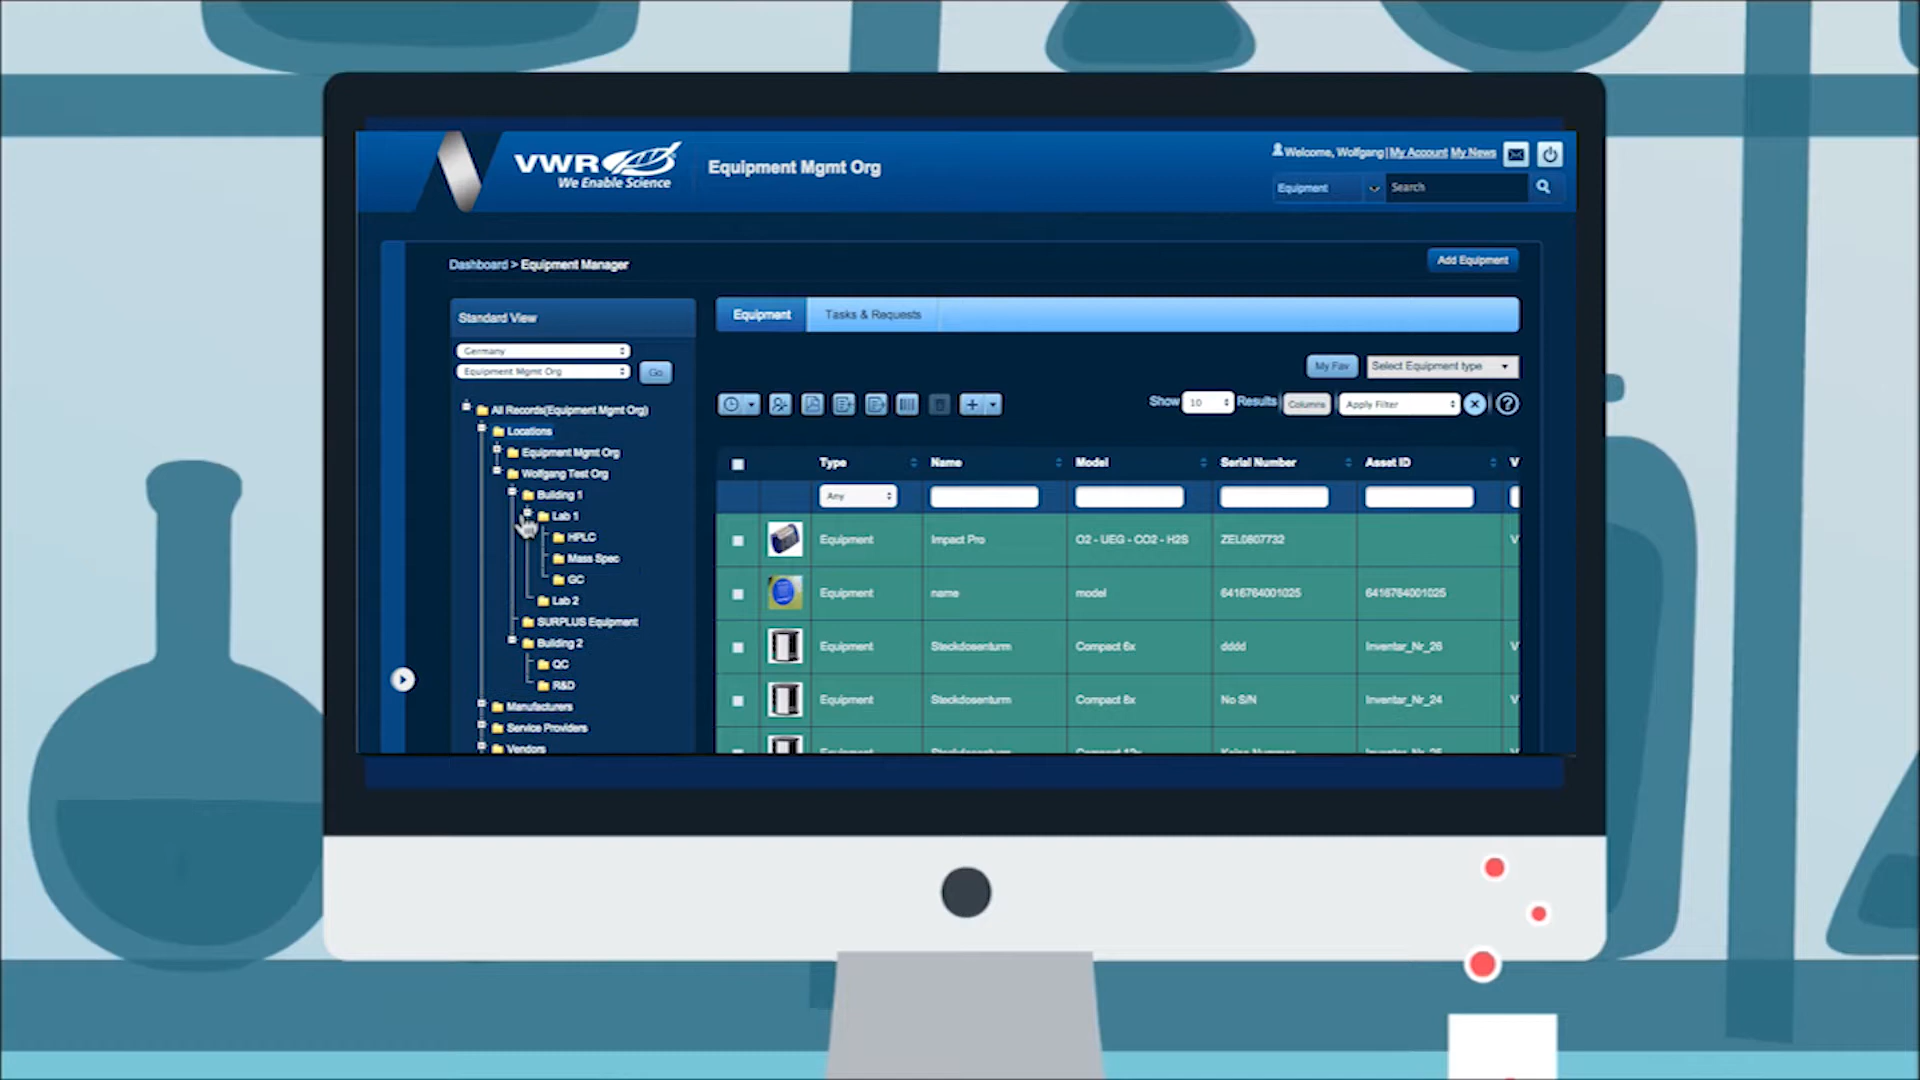 VWR
We Enable Science
Equipment Mgmt Org
Welcome, Wolfgang | My Account My News
Equipment
Search
Dashboard > Equipment Manager
Add Equipment
Standard View
Germany
Equipment Mgmt Org
Go
All Records(Equipment Mgmt Org)
Locations
Equipment Mgmt Org
Wolfgang Test Org
Building 1
Lab 1
HPLC
Mass Spec
GC
Lab 2
SURPLUS Equipment
Building 2
QC
R&D
Manufacturers
Service Providers
Vendors
Equipment
Tasks & Requests
My Fav
Select Equipment type
Show 10 Results
Columns
Apply Filter
Type Name Model Serial Number Asset ID V
Any
Equipment Impact Pro O2 - UEG - CO2 - H2S ZEL0807732 V
Equipment name model 6416764001025 6416764001025
Equipment Steckdosenturm Compact 6x dddd Inventar_Nr_26 V
Equipment Steckdosenturm Compact 8x No S/N Inventar_Nr_24 V